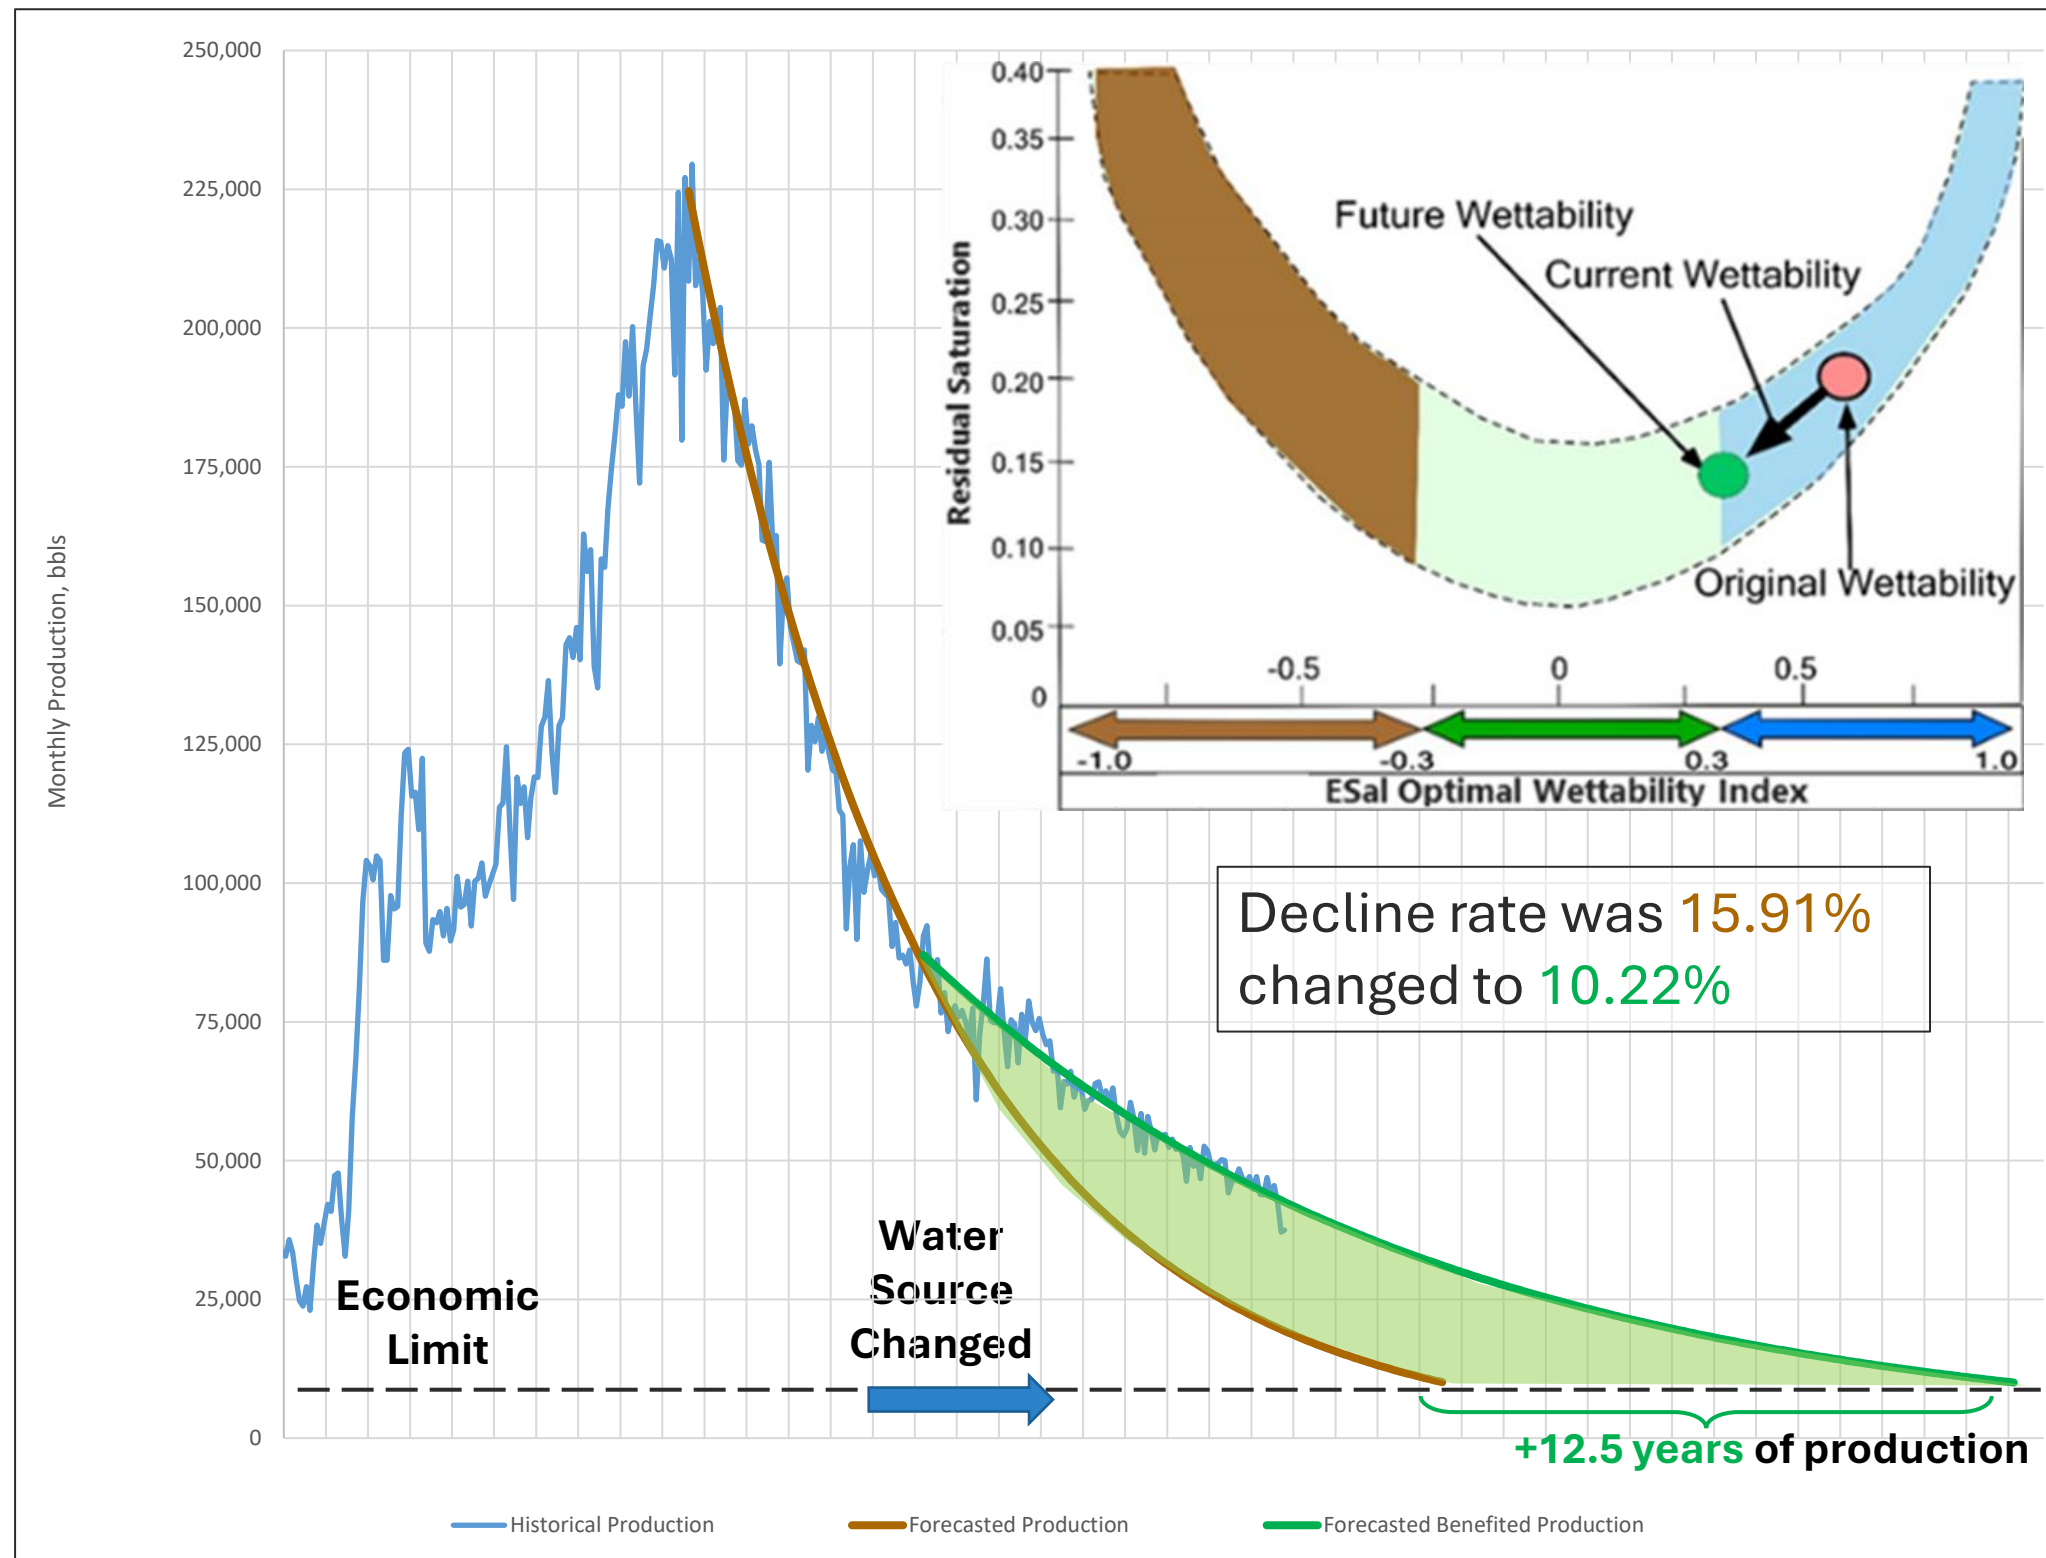 250,000
225,000
200,000
175,000
150,000
125,000
100,000
75,000
50,000
25,000
0
Monthly Production, bbls
0.40
0.35
0.30
0.25
0.20
0.15
0.10
0.05
0
Residual Saturation
Future Wettability
Current Wettability
Original Wettability
-0.5 0 0.5
-1.0 -0.3 0.3 1.0
ESal Optimal Wettability Index
Decline rate was 15.91%
changed to 10.22%
Economic
Limit
Water
Source
Changed
+12.5 years of production
Historical Production
Forecasted Production
Forecasted Benefited Production